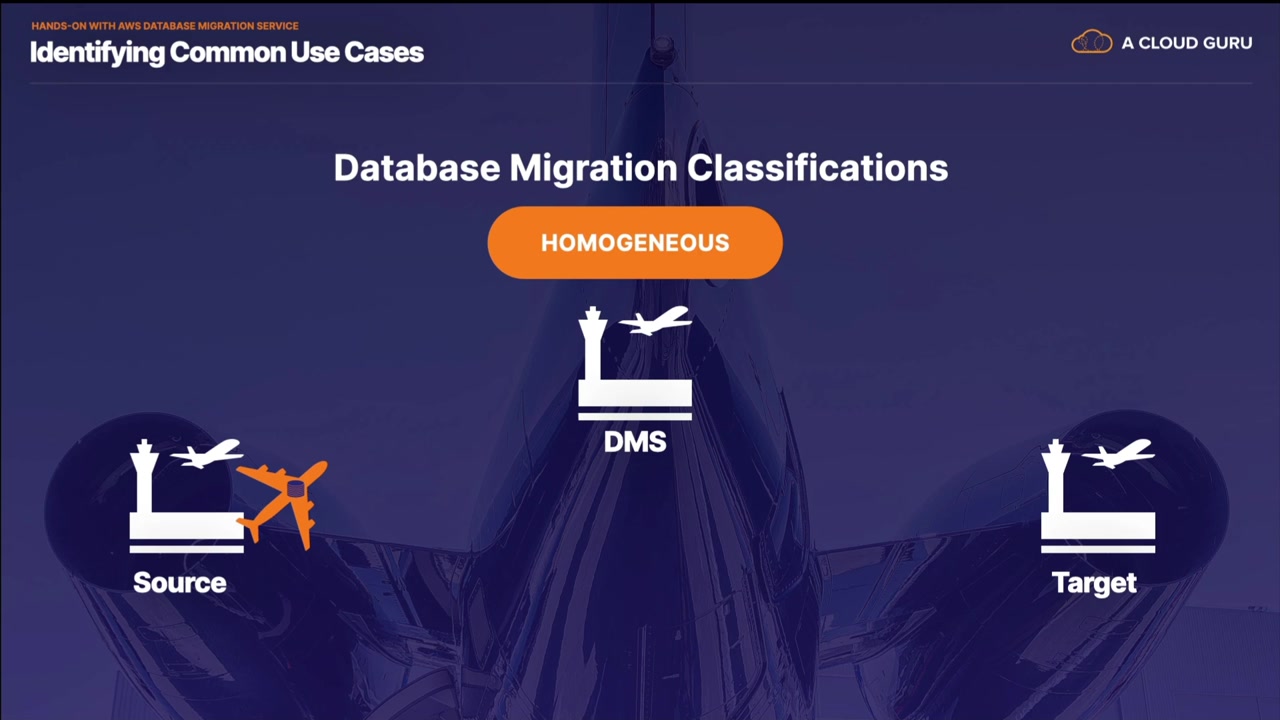 HANDS-ON WITH AWS DATABASE MIGRATION SERVICE
Identifying Common Use Cases
A CLOUD GURU
Database Migration Classifications
HOMOGENEOUS
DMS
Source
Target